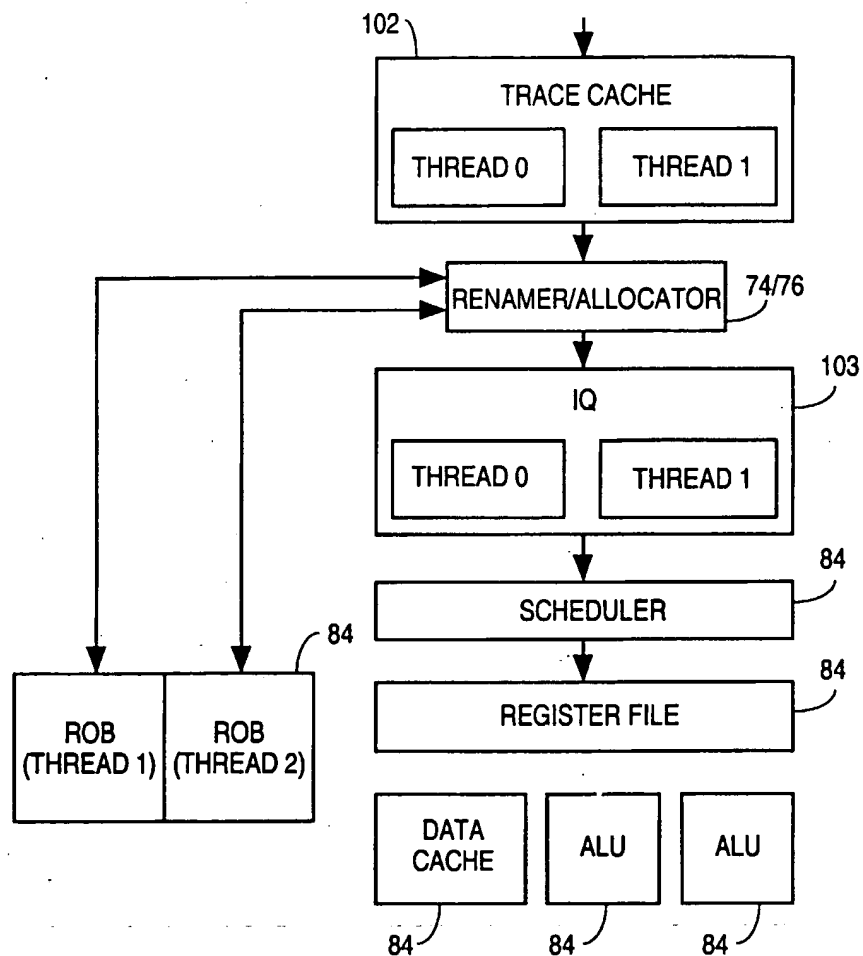 102
TRACE CACHE
THREAD 0
THREAD 1
RENAMER/ALLOCATOR
74/76
103
IQ
THREAD 0
THREAD 1
84
SCHEDULER
84
84
REGISTER FILE
ROB
(THREAD 1)
ROB
(THREAD 2)
DATA
CACHE
ALU
ALU
84
84
84